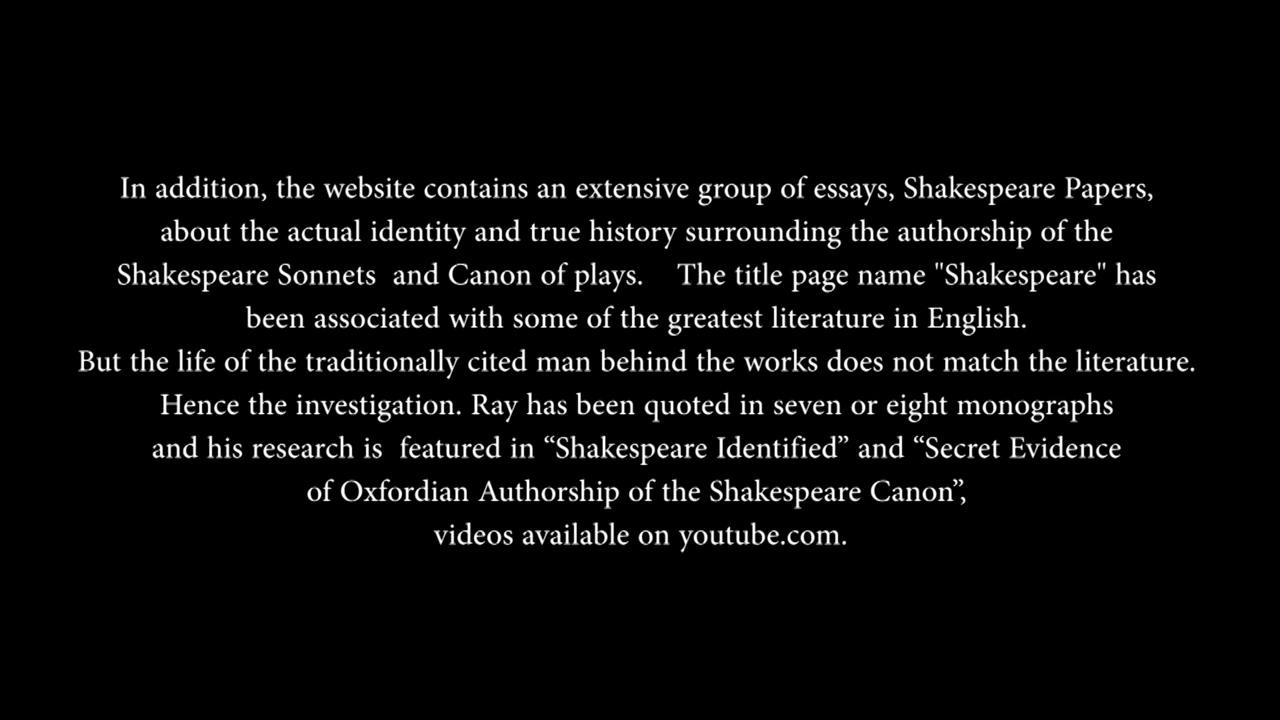 In addition, the website contains an extensive group of essays, Shakespeare Papers,
about the actual identity and true history surrounding the authorship of the
Shakespeare Sonnets  and Canon of plays.    The title page name "Shakespeare" has
been associated with some of the greatest literature in English.
But the life of the traditionally cited man behind the works does not match the literature.
Hence the investigation. Ray has been quoted in seven or eight monographs
and his research is  featured in “Shakespeare Identified” and “Secret Evidence
of Oxfordian Authorship of the Shakespeare Canon”,
videos available on youtube.com.